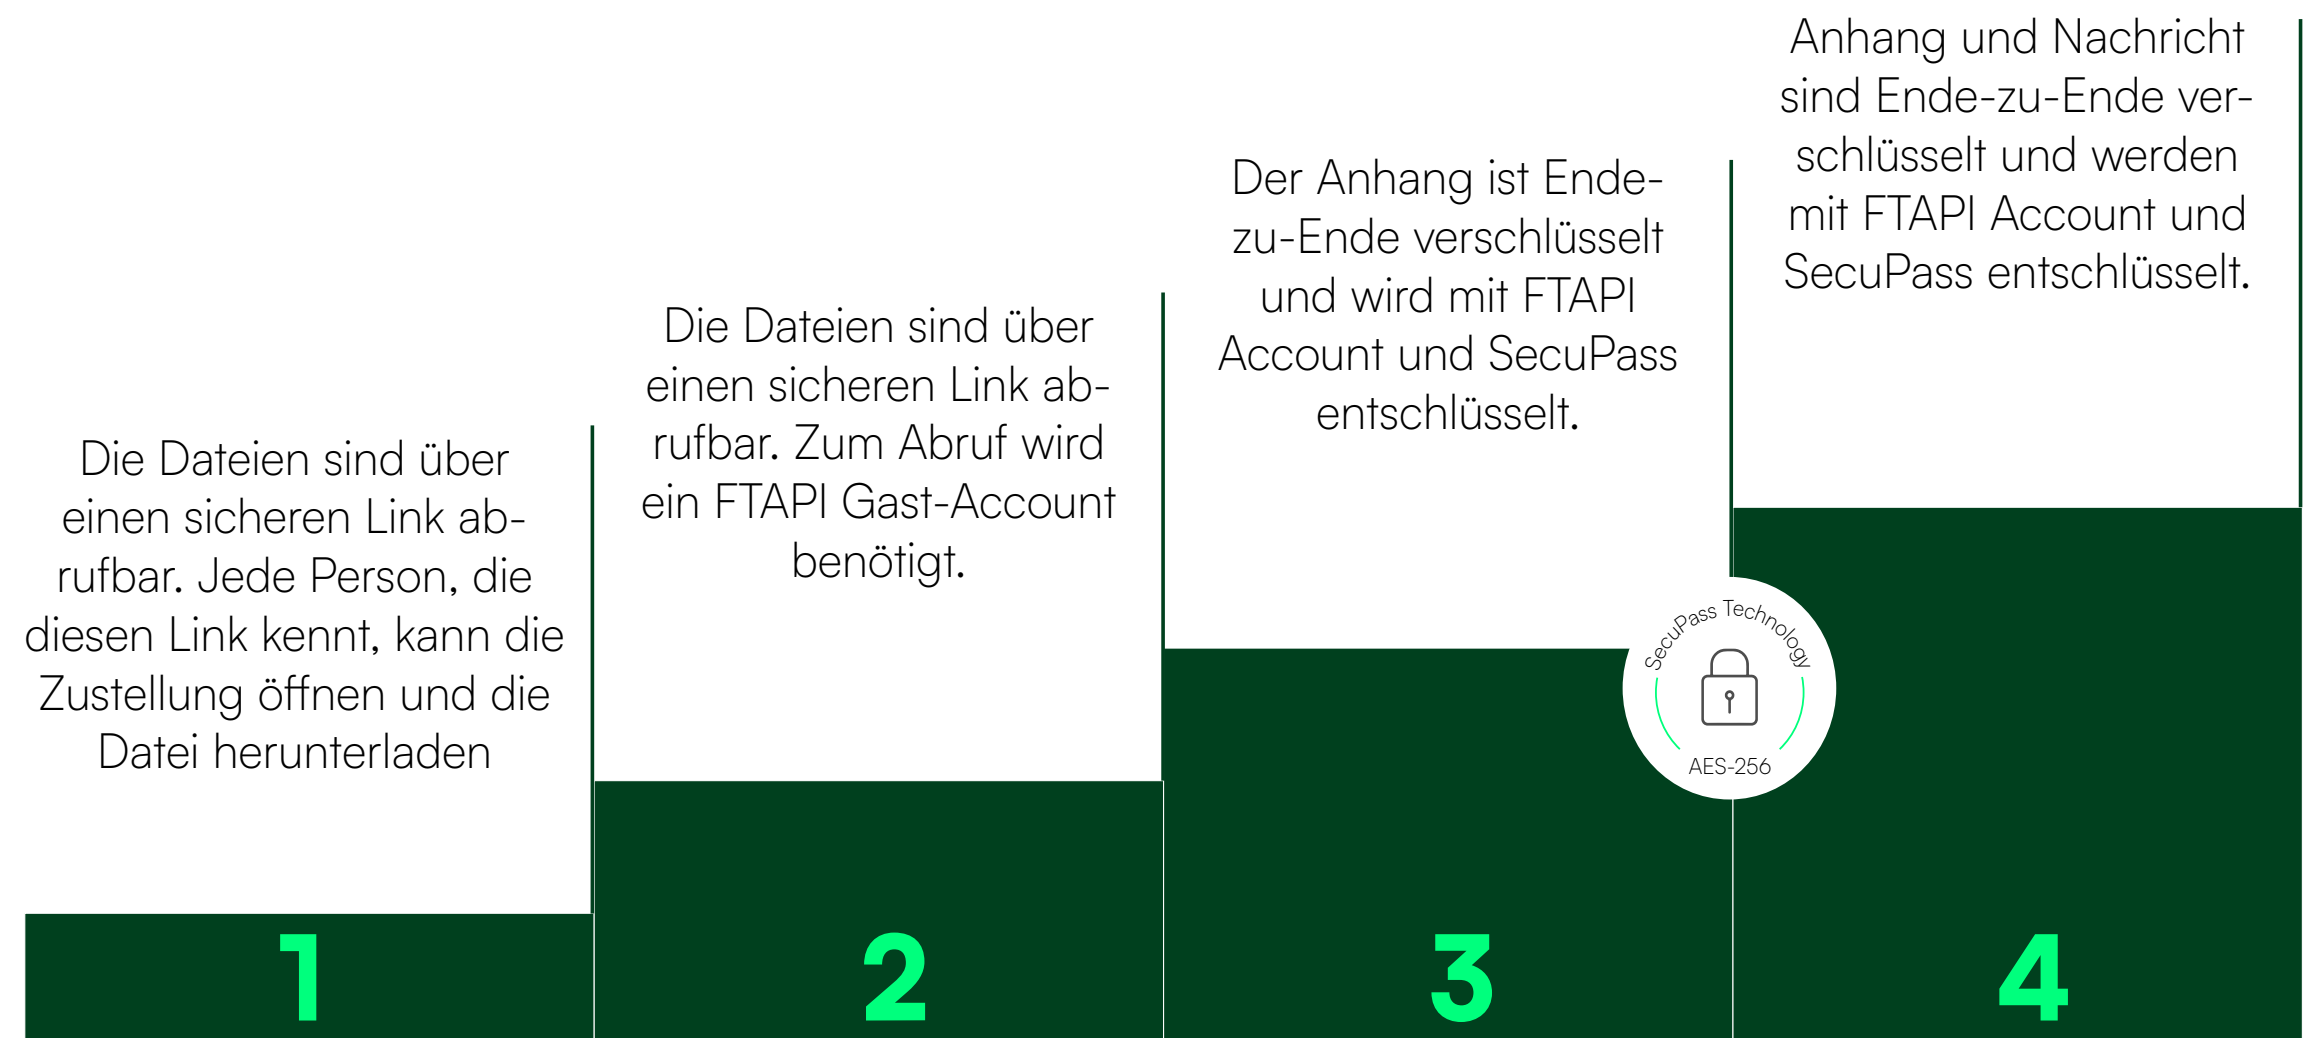 Die Dateien sind über
einen sicheren Link ab-
rufbar. Jede Person, die
diesen Link kennt, kann die
Zustellung öffnen und die
Datei herunterladen
1
Die Dateien sind über
einen sicheren Link ab-
rufbar. Zum Abruf wird
ein FTAPI Gast-Account
benötigt.
2
Der Anhang ist Ende-
zu-Ende verschlüsselt
und wird mit FTAPI
Account und SecuPass
entschlüsselt.
3
SecuPass Technology
AES-256
Anhang und Nachricht
sind Ende-zu-Ende ver-
schlüsselt und werden
mit FTAPI Account und
SecuPass entschlüsselt.
4